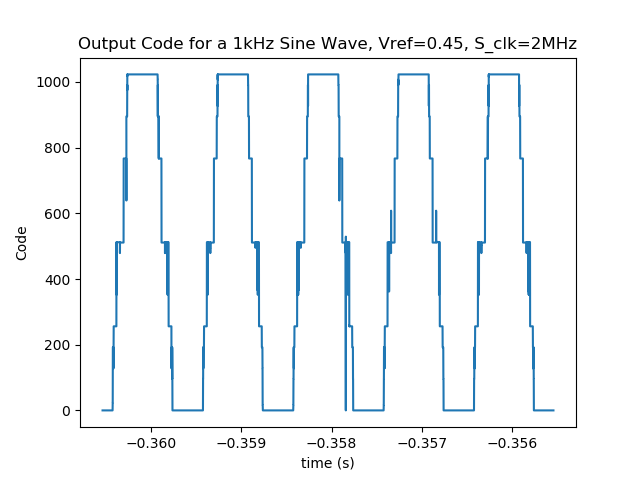 Output Code for a 1kHz Sine Wave, Vref=0.45, S_clk=2MHz
1000
800
600
400
200
0
Code
−0.360 −0.359 −0.358 −0.357 −0.356
time (s)